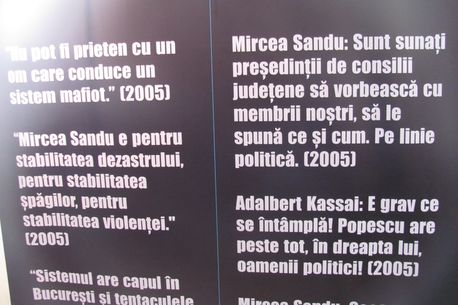 "Nu pot fi prieten cu un
om care conduce un
sistem mafiot." (2005)
"Mircea Sandu e pentru
stabilitatea dezastrului,
pentru stabilitatea
șpăgilor, pentru
stabilitatea violenței."
(2005)
"Sistemul are capul în
București și tentaculele
Mircea Sandu: Sunt sunați
președinții de consilii
județene să vorbească cu
membrii noștri, să le
spună ce și cum. Pe linie
politică. (2005)
Adalbert Kassai: E grav ce
se întâmplă! Popescu are
peste tot, în dreapta lui,
oamenii politici! (2005)
Mircea Sandu: